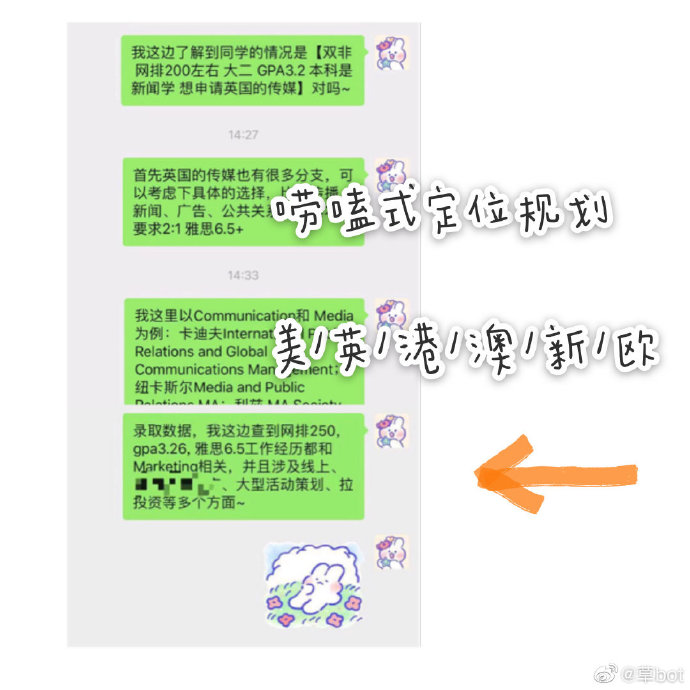 我这边了解到同学的情况是【双非
网排200左右 大二 GPA3.2 本科是
新闻学 想申请英国的传媒】对吗~
14:27
首先英国的传媒也有很多分支，可
以考虑下具体的选择，
新闻、广告、公共关
要求2:1 雅思6.5+
唠嗑式定位规划
14:33
我这里以Communication和 Media
为例：卡迪夫International
Relations and Global
Communications Management；
纽卡斯尔Media and Public
Relations MA；利兹 MA Society
美/英/港/澳/新/欧
录取数据，我这边查到网排250，
gpa3.26, 雅思6.5工作经历都和
Marketing相关，并且涉及线上、
、大型活动策划、拉
投资等多个方面~
@草bot